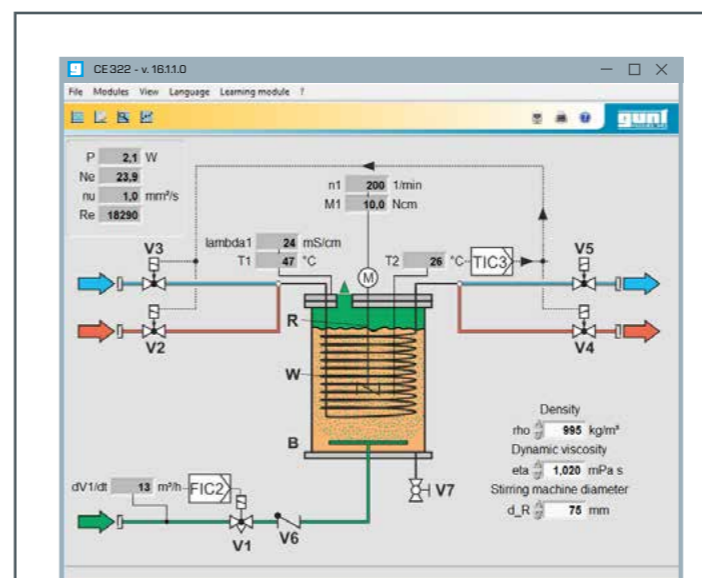 CE322 - v. 16.1.1.0
File Modules View Language Learning module ?
gunt
P 2,1 W
Ne 23,9
nu 1,0 mm²/s
Re 18290
n1 200 1/min
M1 10,0 Ncm
lambda1 24 mS/cm
T1 47 °C
T2 26 °C
TIC3
M
V3
V5
V2
V4
R
W
B
Density
rho 995 kg/m³
Dynamic viscosity
eta 1,020 mPa s
Stirring machine diameter
d_R 75 mm
dV1/dt 13 m³/h
FIC2
V1
V6
V7